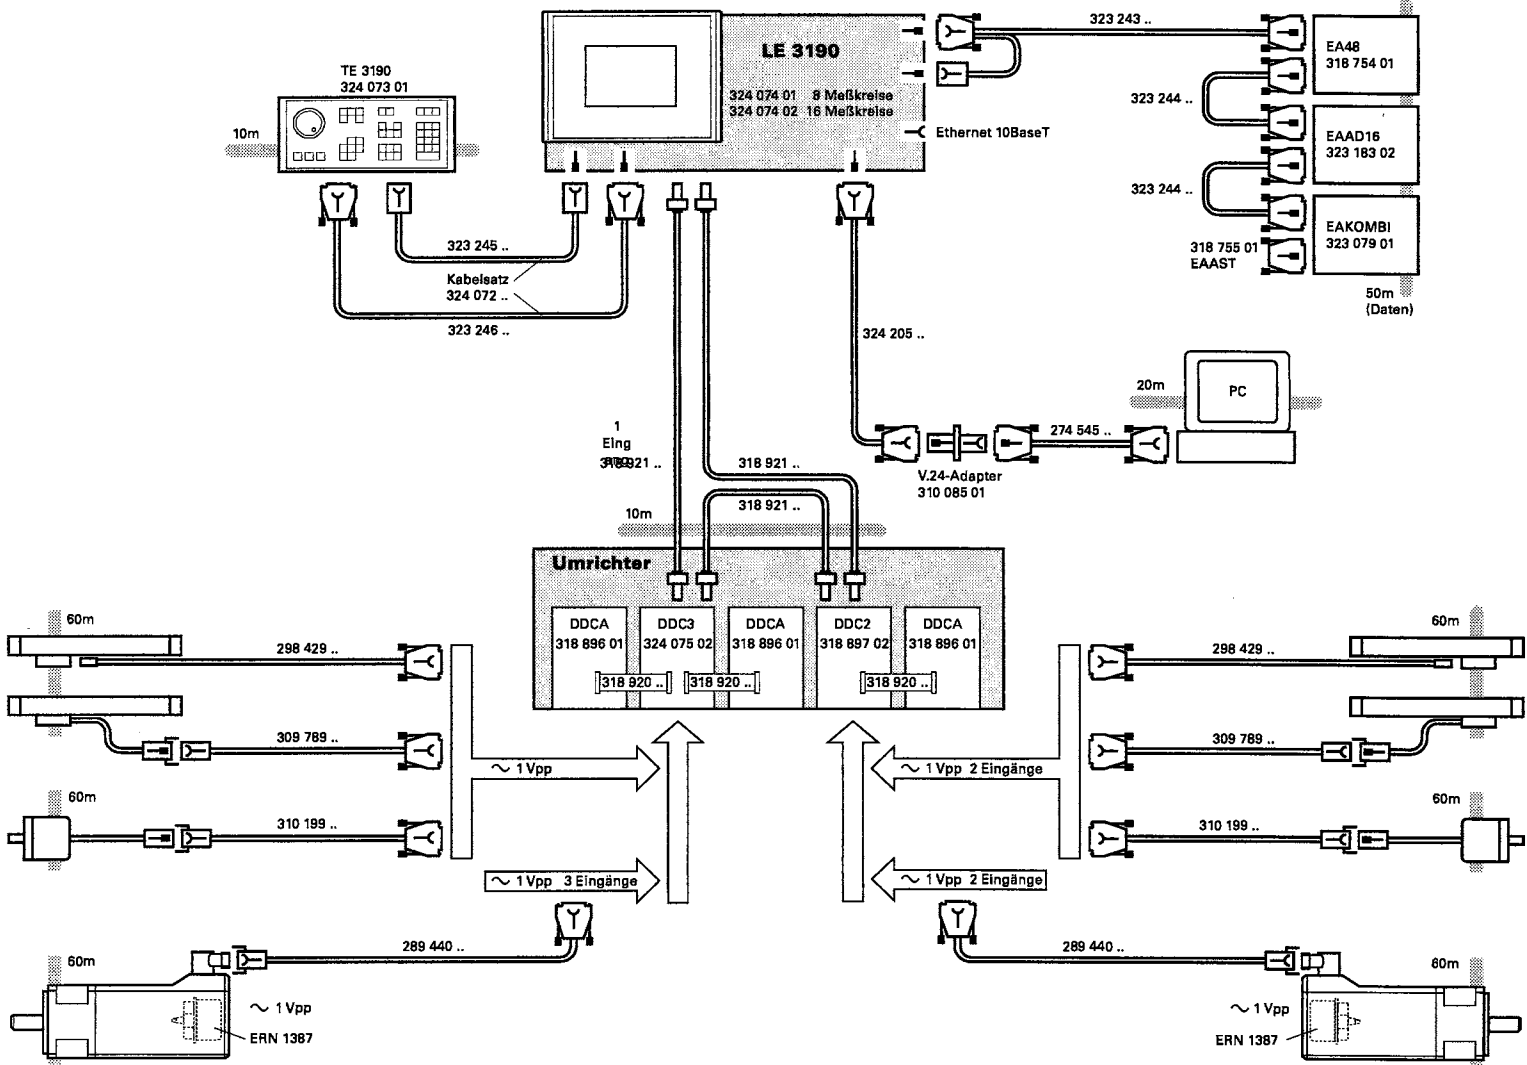 323 243 ..
LE 3190
324 074 01 8 Meßkreise
324 074 02 16 Meßkreise
Ethernet 10BaseT
TE 3190
324 073 01
10m
EA48
318 754 01
323 244 ..
EAAD16
323 183 02
323 244 ..
EAKOMBI
323 079 01
318 755 01
EAAST
50m
(Daten)
323 245 ..
Kabelsatz
324 072 ..
323 246 ..
324 205 ..
20m
PC
274 545 ..
V.24-Adapter
310 085 01
1
Eing
318 921 ..
318 921 ..
318 921 ..
10m
Umrichter
DDCA
318 896 01
DDC3
324 075 02
DDCA
318 896 01
DDC2
318 897 02
DDCA
318 896 01
318 920 ..
318 920 ..
318 920 ..
60m
298 429 ..
309 789 ..
60m
310 199 ..
~ 1 Vpp
~ 1 Vpp 3 Eingänge
289 440 ..
60m
~ 1 Vpp
ERN 1387
60m
298 429 ..
309 789 ..
60m
310 199 ..
~ 1 Vpp 2 Eingänge
~ 1 Vpp 2 Eingänge
289 440 ..
60m
~ 1 Vpp
ERN 1387